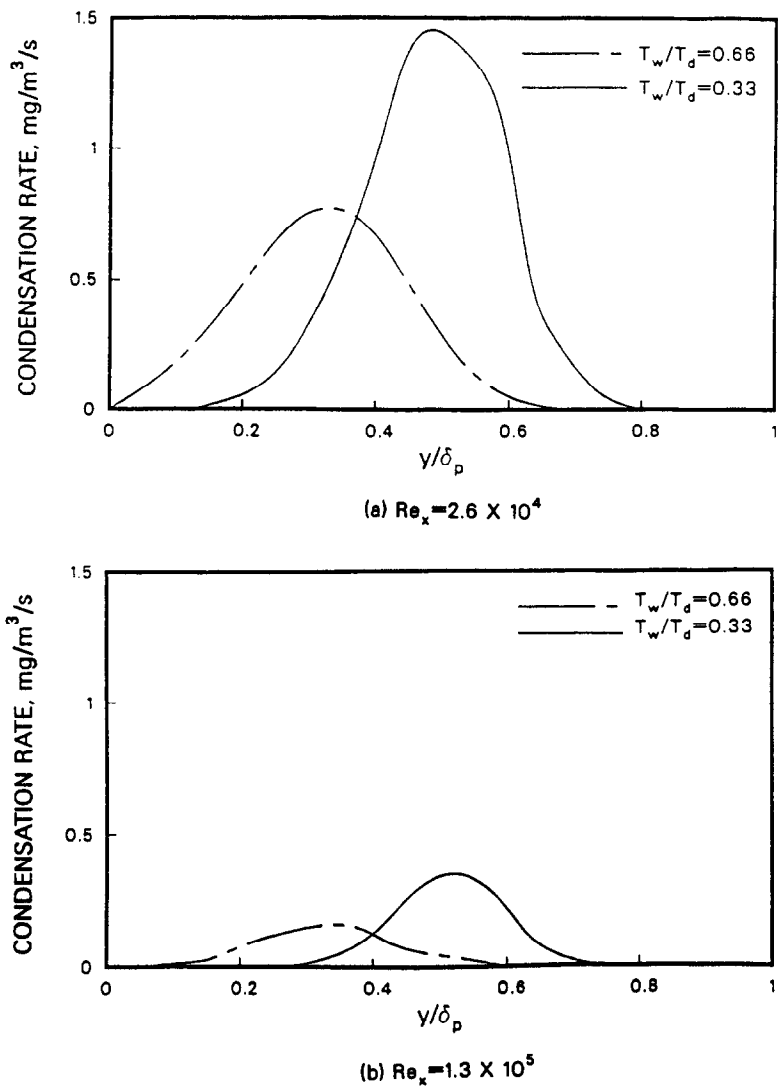 CONDENSATION RATE, mg/m³/s
1.5
1
0.5
0
T_w/T_d=0.66
T_w/T_d=0.33
0 0.2 0.4 0.6 0.8 1
y/δ_p
(a) Re_x=2.6 X 10⁴
CONDENSATION RATE, mg/m³/s
1.5
1
0.5
0
T_w/T_d=0.66
T_w/T_d=0.33
0 0.2 0.4 0.6 0.8 1
y/δ_p
(b) Re_x=1.3 X 10⁵